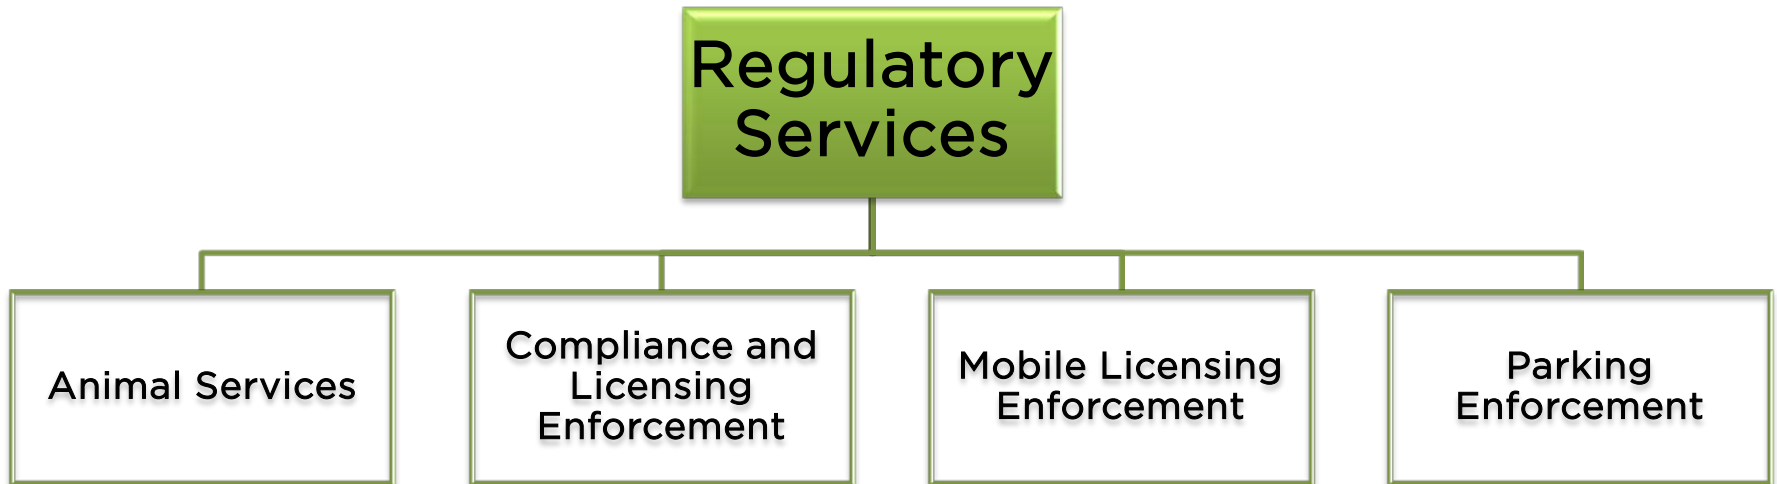 Regulatory
Services
Animal Services
Compliance and
Licensing
Enforcement
Mobile Licensing
Enforcement
Parking
Enforcement